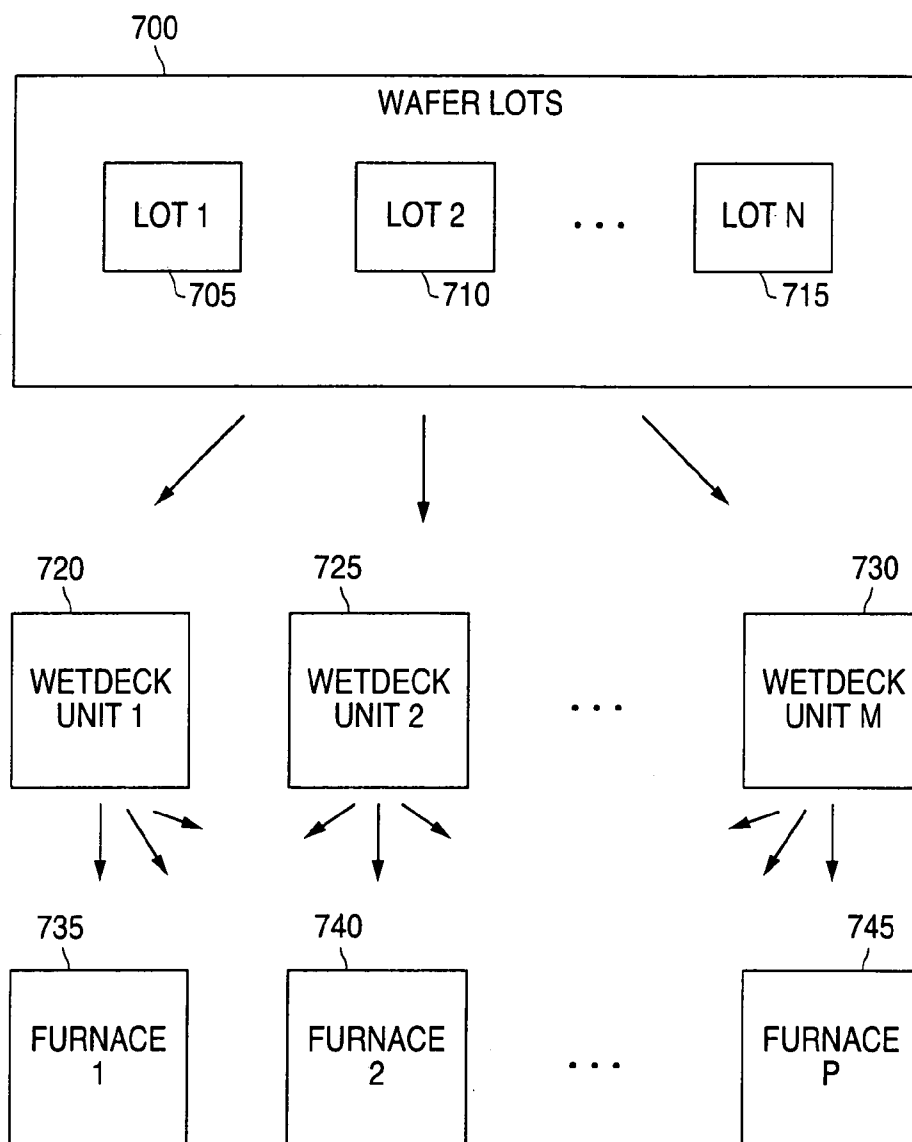 700
WAFER LOTS
LOT 1
LOT 2
...
LOT N
705
710
715
720
725
730
WETDECK
UNIT 1
WETDECK
UNIT 2
...
WETDECK
UNIT M
735
740
745
FURNACE
1
FURNACE
2
...
FURNACE
P